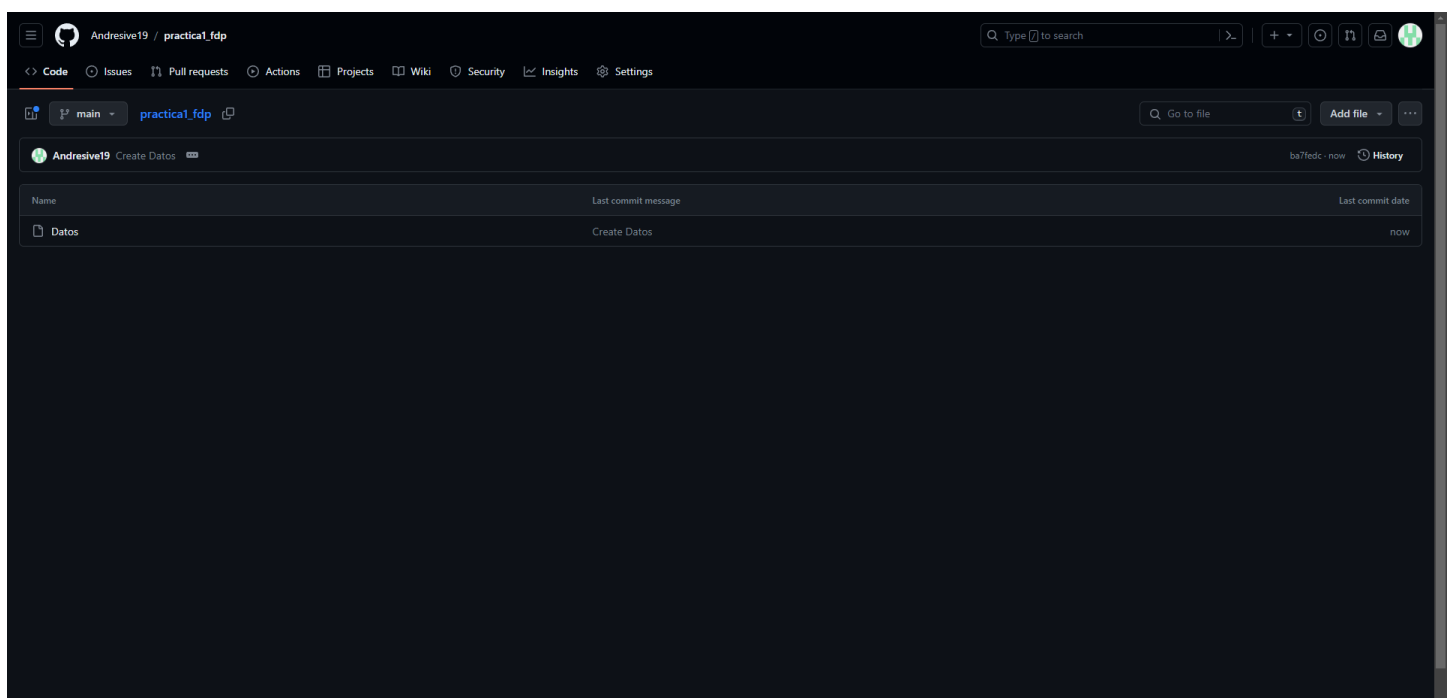 Andresive19 / practica1_fdp Type / to search
Code Issues Pull requests Actions Projects Wiki Security Insights Settings
main practica1_fdp Go to file t Add file
Andresive19 Create Datos ba7fedc · now History
Name Last commit message Last commit date
Datos Create Datos now